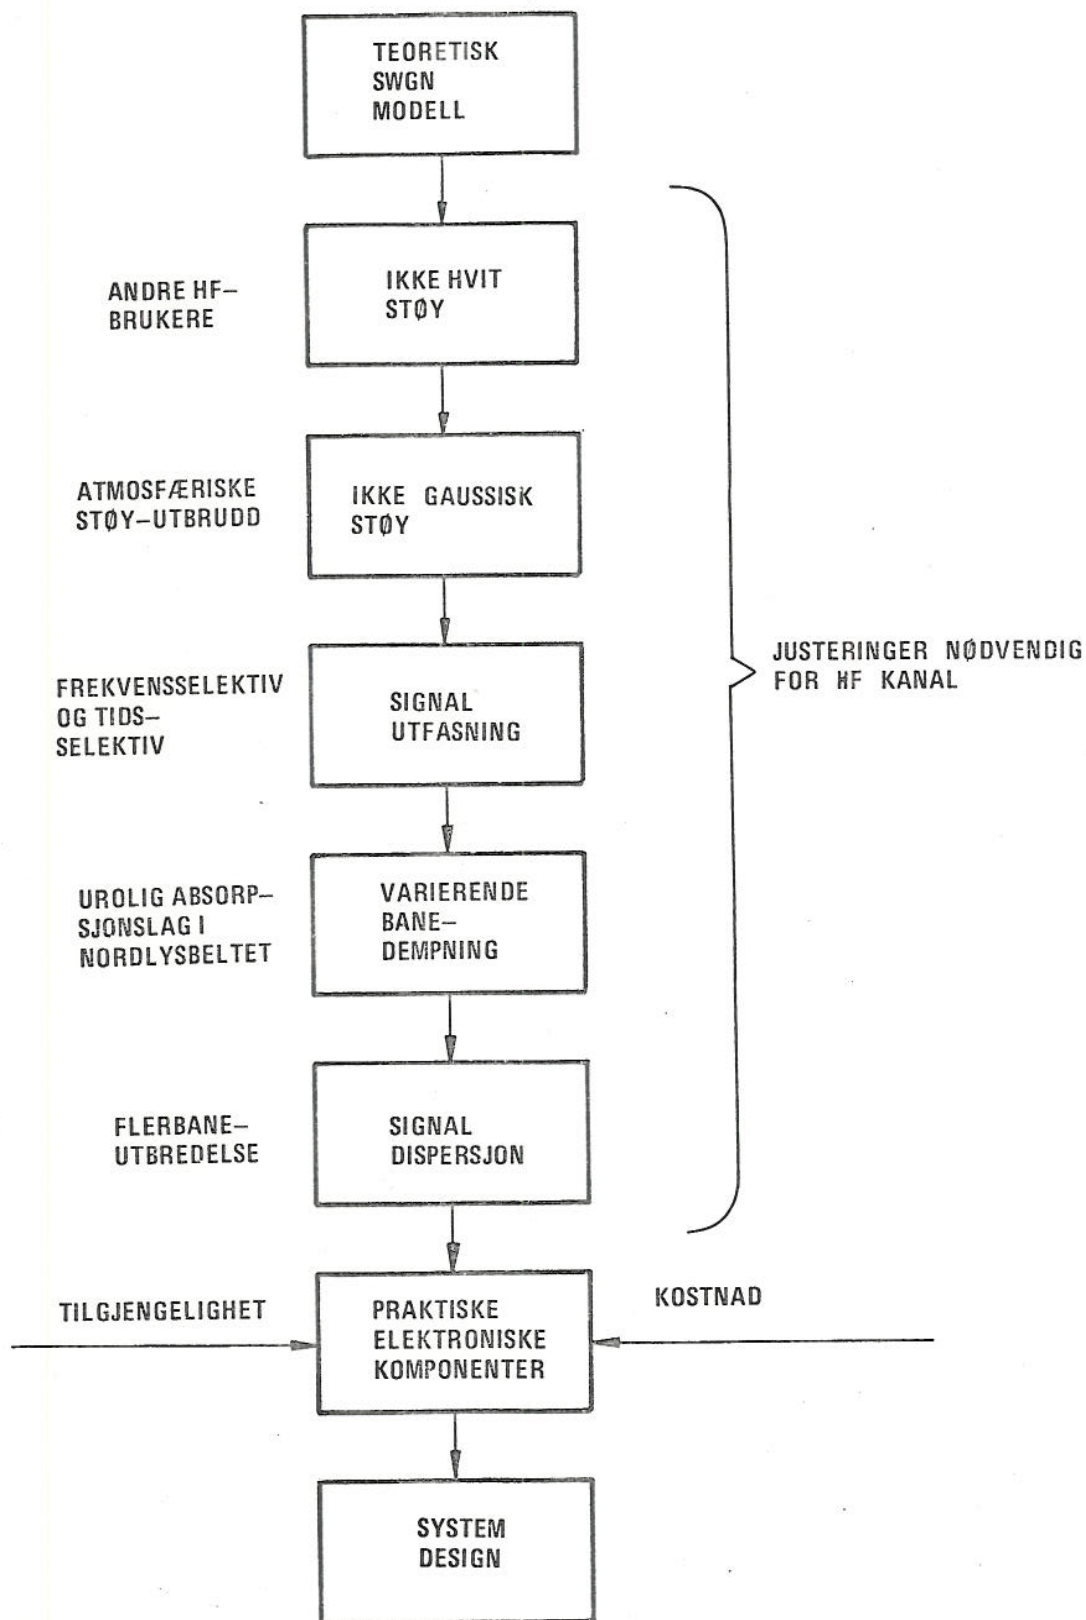 TEORETISK
SWGN
MODELL
ANDRE HF–
BRUKERE
IKKE HVIT
STØY
ATMOSFÆRISKE
STØY–UTBRUDD
IKKE GAUSSISK
STØY
FREKVENSSELEKTIV
OG TIDS–
SELEKTIV
SIGNAL
UTFASNING
JUSTERINGER NØDVENDIG
FOR HF KANAL
UROLIG ABSORP–
SJONSLAG I
NORDLYSBELTET
VARIERENDE
BANE–
DEMPNING
FLERBANE–
UTBREDELSE
SIGNAL
DISPERSJON
TILGJENGELIGHET
PRAKTISKE
ELEKTRONISKE
KOMPONENTER
KOSTNAD
SYSTEM
DESIGN